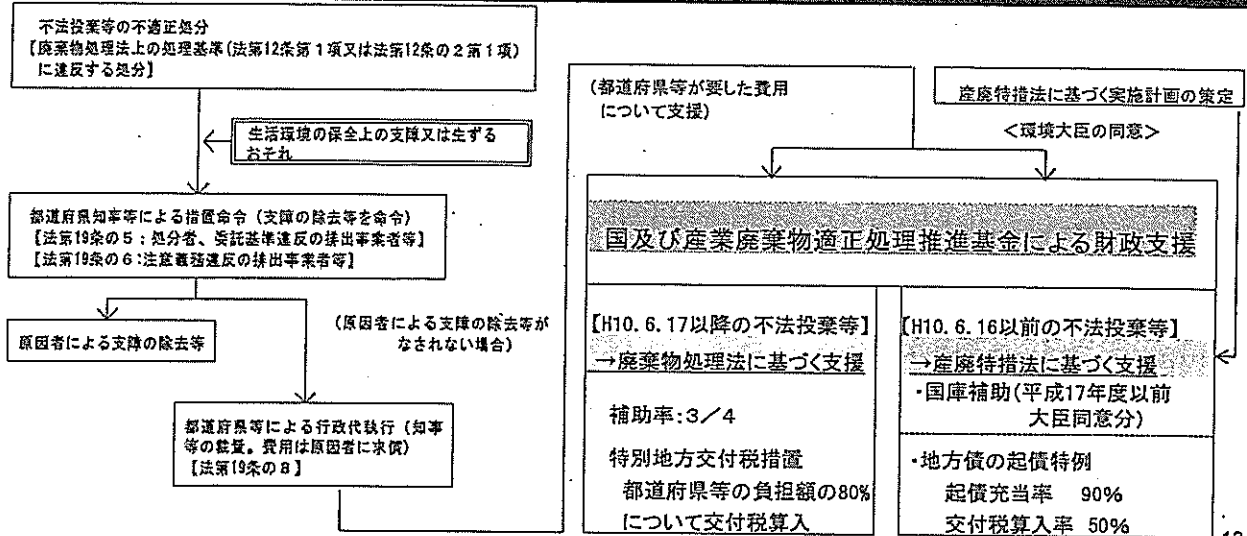 不法投棄等の不適正処分
【廃棄物処理法上の処理基準(法第12条第1項又は法第12条の2第1項)
に違反する処分】
生活環境の保全上の支障又は生ずる
おそれ
都道府県知事等による措置命令（支障の除去等を命令）
【法第19条の5：処分者、委託基準違反の排出事業者等】
【法第19条の6：注意義務違反の排出事業者等】
原因者による支障の除去等
(原因者による支障の除去等が
なされない場合)
都道府県等による行政代執行（知事
等の裁量。費用は原因者に求償）
【法第19条の8】
(都道府県等が要した費用
について支援)
産廃特措法に基づく実施計画の策定
＜環境大臣の同意＞
国及び産業廃棄物適正処理推進基金による財政支援
【H10.6.17以降の不法投棄等】
→廃棄物処理法に基づく支援
補助率:3／4
特別地方交付税措置
都道府県等の負担額の80%
について交付税算入
【H10.6.16以前の不法投棄等】
→産廃特措法に基づく支援
・国庫補助(平成17年度以前
大臣同意分)
・地方債の起債特例
起債充当率 90%
交付税算入率 50%